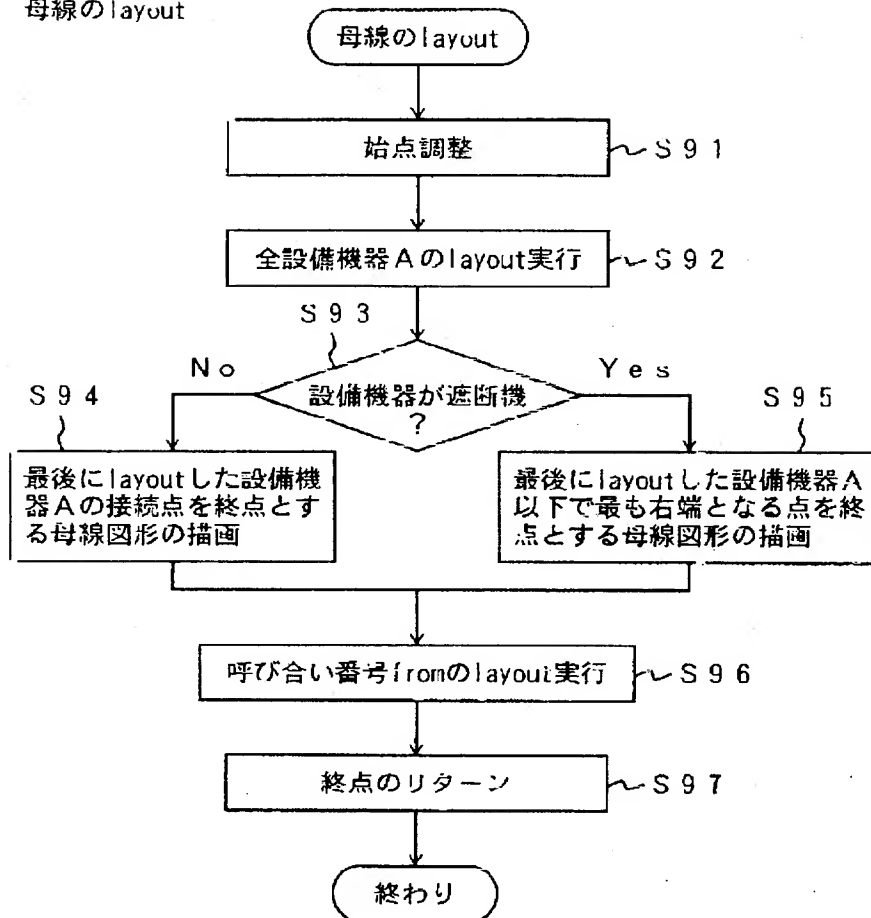 母線のlayout
母線のlayout
始点調整
S91
全設備機器Aのlayout実行
S92
S93
No
Yes
設備機器が遮断機
?
S94
S95
最後にlayoutした設備機
器Aの接続点を終点とす
る母線図形の描画
最後にlayoutした設備機器A
以下で最も右端となる点を終
点とする母線図形の描画
呼び合い番号fromのlayout実行
S96
終点のリターン
S97
終わり